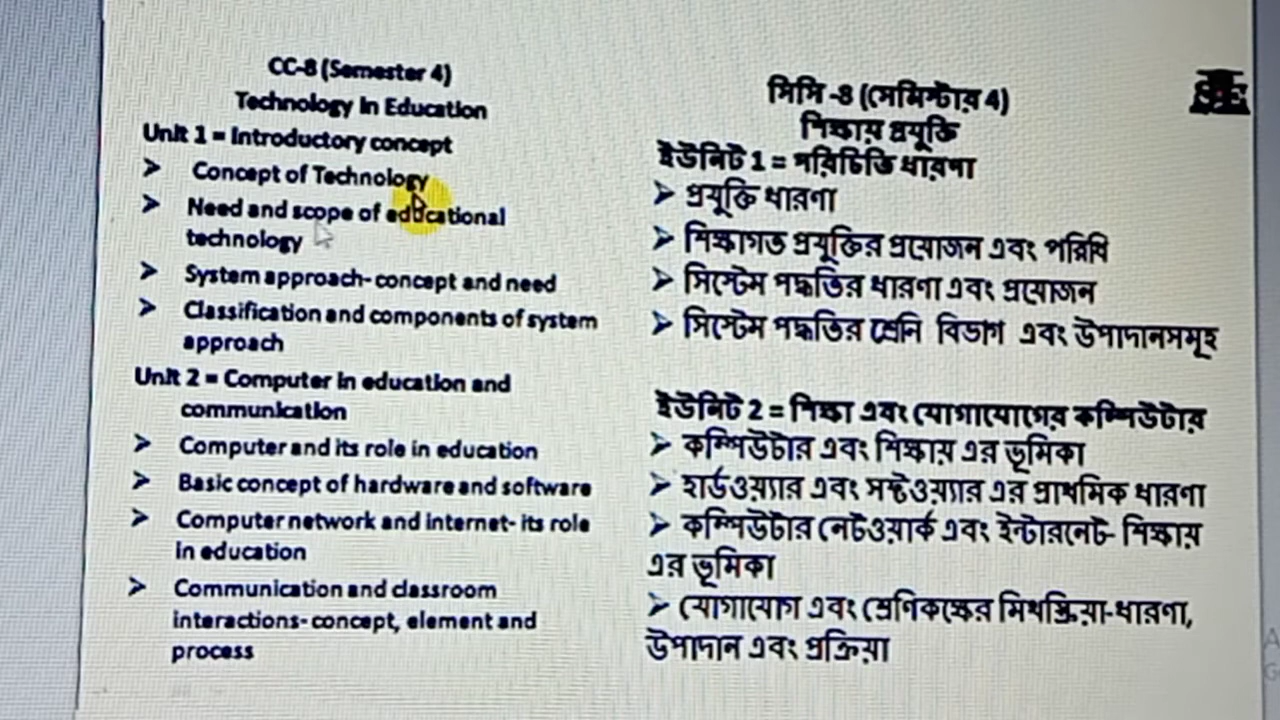 CC-8 (Semester 4)
Technology in Education
Unit 1 = Introductory concept
➤ Concept of Technology
➤ Need and scope of educational
technology
➤ System approach- concept and need
➤ Classification and components of system
approach
Unit 2 = Computer in education and
communication
➤ Computer and its role in education
➤ Basic concept of hardware and software
➤ Computer network and internet- its role
in education
➤ Communication and classroom
interactions- concept, element and
process
সিসি -8 (সেমিস্টার 4)
শিক্ষায় প্রযুক্তি
ইউনিট 1 = পরিচিতি ধারণা
➤ প্রযুক্তি ধারণা
➤ শিক্ষাগত প্রযুক্তির প্রয়োজন এবং পরিধি
➤ সিস্টেম পদ্ধতির ধারণা এবং প্রয়োজন
➤ সিস্টেম পদ্ধতির শ্রেনি বিভাগ এবং উপাদানসমূহ
ইউনিট 2 = শিক্ষা এবং যোগাযোগের কম্পিউটার
➤ কম্পিউটার এবং শিক্ষায় এর ভূমিকা
➤ হার্ডওয়্যার এবং সফ্টওয়্যার এর প্রাথমিক ধারণা
➤ কম্পিউটার নেটওয়ার্ক এবং ইন্টারনেট- শিক্ষায়
এর ভূমিকা
➤ যোগাযোগ এবং শ্রেণিকক্ষের মিথস্ক্রিয়া-ধারণা,
উপাদান এবং প্রক্রিয়া